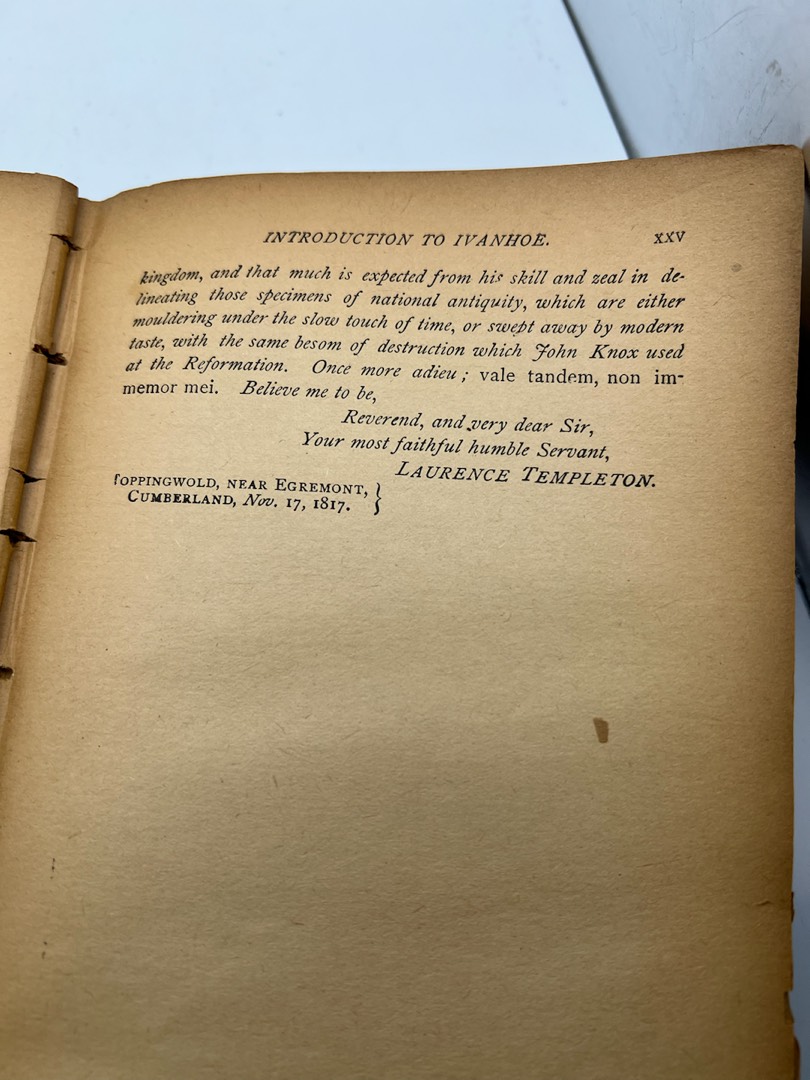 INTRODUCTION TO IVANHOE. XXV
kingdom, and that much is expected from his skill and zeal in de-
lineating those specimens of national antiquity, which are either
mouldering under the slow touch of time, or swept away by modern
taste, with the same besom of destruction which John Knox used
at the Reformation. Once more adieu; vale tandem, non im-
memor mei. Believe me to be,
Reverend, and very dear Sir,
Your most faithful humble Servant,
LAURENCE TEMPLETON.
TOPPINGWOLD, NEAR EGREMONT,
CUMBERLAND, Nov. 17, 1817.